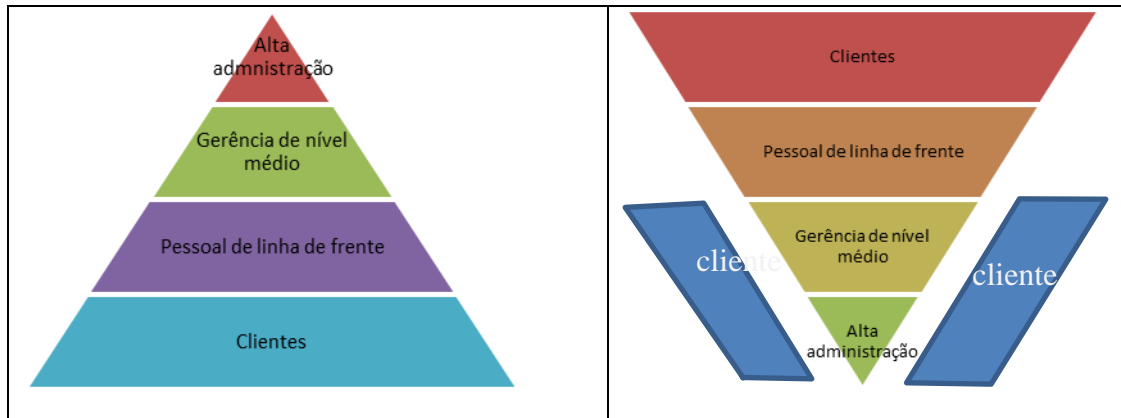 Alta
admnistração
Gerência de nível
médio
Pessoal de linha de frente
Clientes
Clientes
Pessoal de linha de frente
Gerência de nível
médio
Alta
administração
cliente
cliente